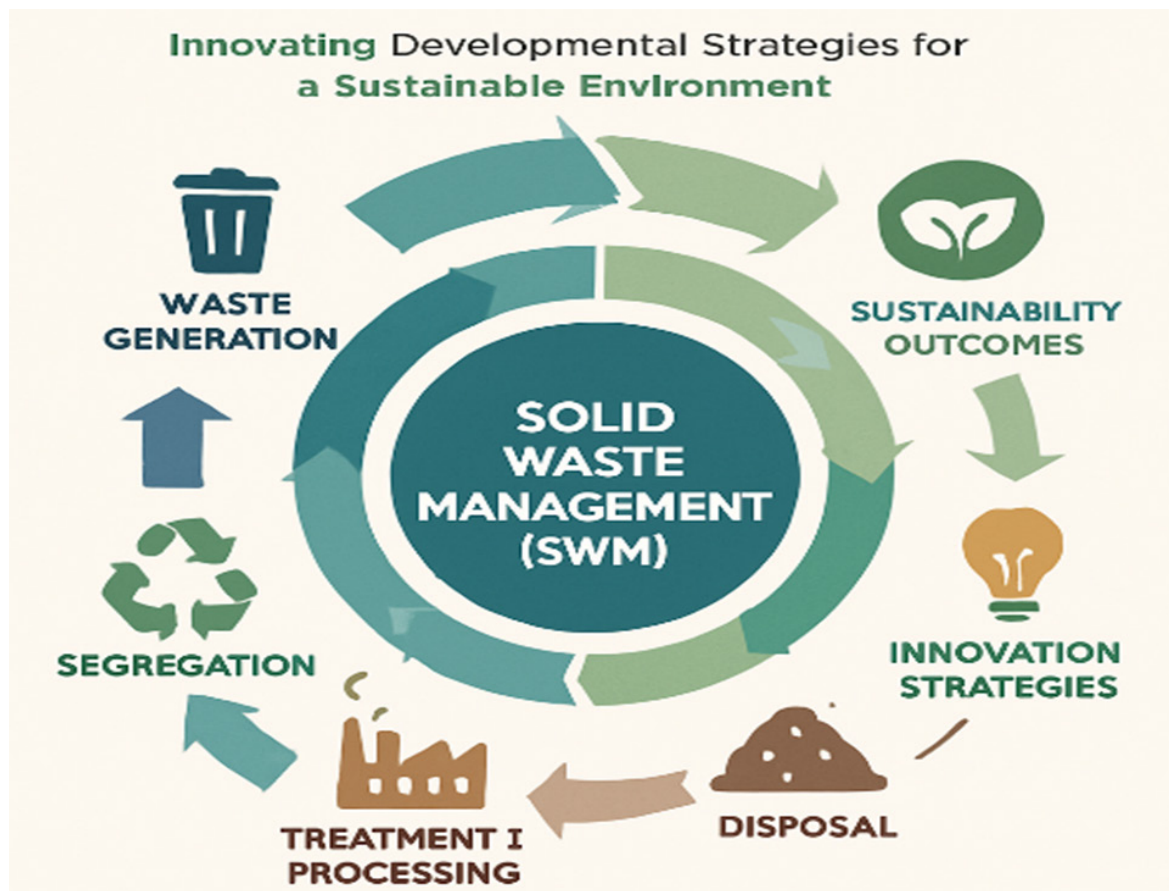 Innovating Developmental Strategies for
a Sustainable EnvIronment
WASTE
GENERATION
SUSTAINABILITY
OUTCOMES
SOLID
WASTE
MANAGEMENT
(SWM)
SEGREGATION
INNOVATION
STRATEGIES
TREATMENT I
PROCESSING
DISPOSAL